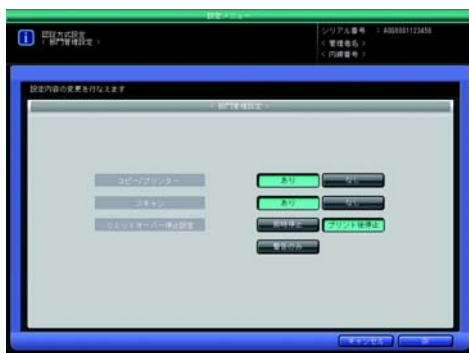 設定メニュー
認証方式設定
< 部門管理設定 >
シリアル番号 : A0G0001123456
< 管理者名 >
< 内線番号 >
設定内容の変更を行なえます
< 部門管理設定 >
コピー/プリンター
あり
なし
スキャン
あり
なし
リミットオーバー停止設定
即時停止
プリント後停止
警告のみ
キャンセル
OK